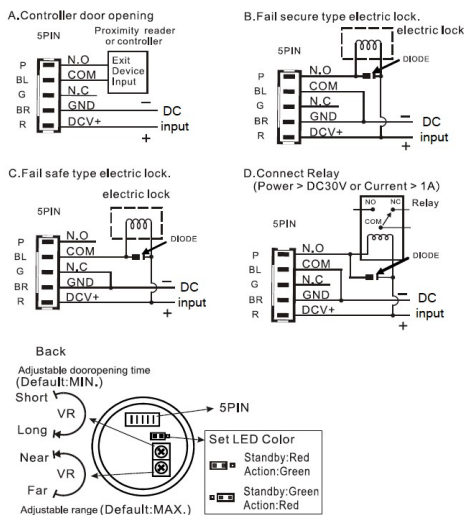 A.Controller door opening
Proximity reader
or controller
5PIN
P
BL
G
BR
R
N.O
COM
N.C
GND
DCV+
Exit
Device
Input
−
DC
input
+
B.Fail secure type electric lock.
electric lock
DIODE
5PIN
P
BL
G
BR
R
N.O
COM
N.C
GND
DCV+
−
DC
input
+
C.Fail safe type electric lock.
electric lock
DIODE
5PIN
P
BL
G
BR
R
N.O
COM
N.C
GND
DCV+
−
DC
input
+
D.Connect Relay
(Power > DC30V or Current > 1A)
NO
NC
Relay
COM
DIODE
5PIN
P
BL
G
BR
R
N.O
COM
N.C
GND
DCV+
−
DC
input
+
Back
Adjustable dooropening time
(Default:MIN.)
Short
VR
Long
Near
VR
Far
Adjustable range (Default:MAX.)
5PIN
Set LED Color
Standby:Red
Action:Green
Standby:Green
Action:Red